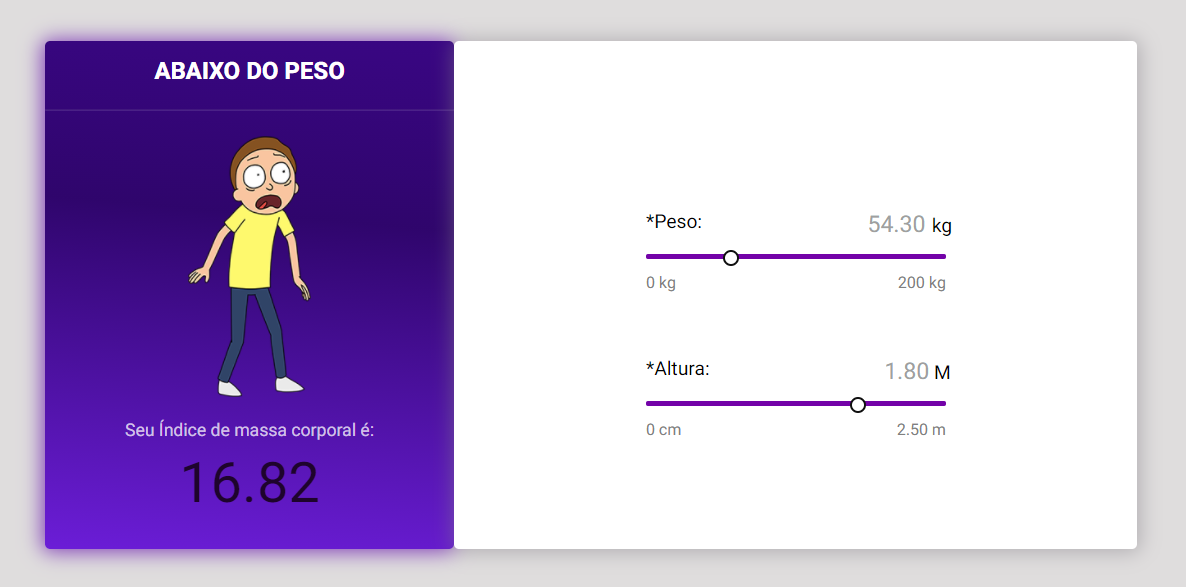 ABAIXO DO PESO
Seu Índice de massa corporal é:
16.82
*Peso: 54.30 kg
0 kg 200 kg
*Altura: 1.80 M
0 cm 2.50 m